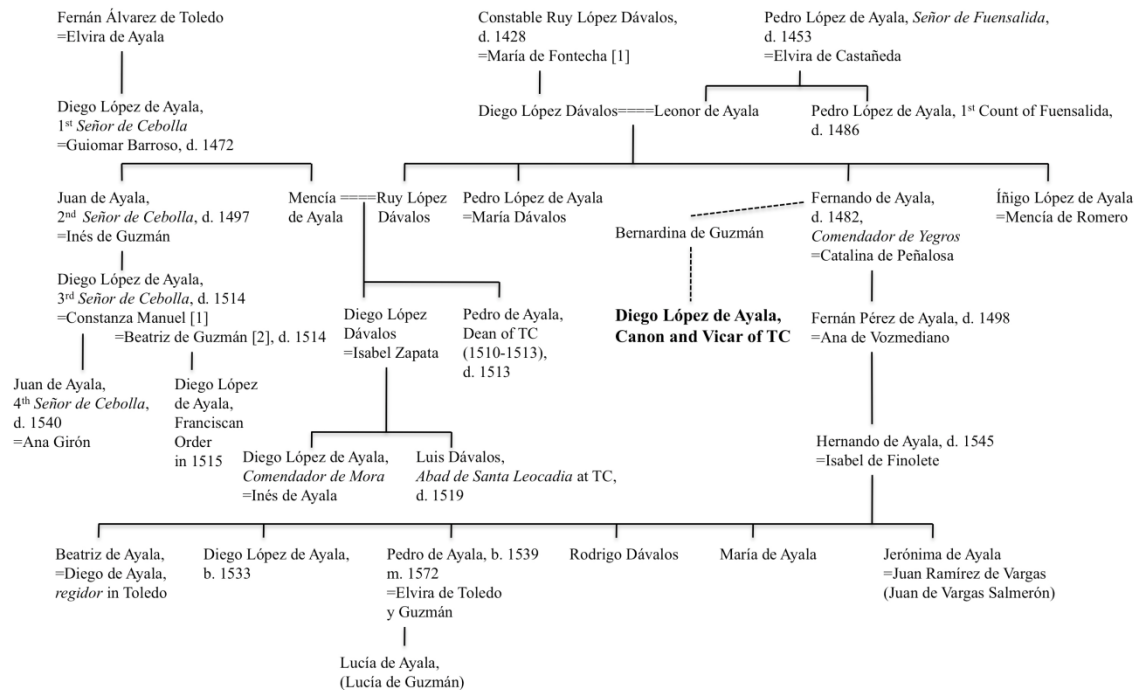 Fernán Álvarez de Toledo
=Elvira de Ayala
Constable Ruy López Dávalos,
d. 1428
=María de Fontecha [1]
Pedro López de Ayala, Señor de Fuensalida,
d. 1453
=Elvira de Castañeda
Diego López de Ayala,
1st Señor de Cebolla
=Guiomar Barroso, d. 1472
Diego López Dávalos====Leonor de Ayala
Pedro López de Ayala, 1st Count of Fuensalida,
d. 1486
Juan de Ayala,
2nd Señor de Cebolla, d. 1497
=Inés de Guzmán
Mencía ====Ruy López
de Ayala Dávalos
Pedro López de Ayala
=María Dávalos
Bernardina de Guzmán
Fernando de Ayala,
d. 1482,
Comendador de Yegros
=Catalina de Peñalosa
Íñigo López de Ayala
=Mencía de Romero
Diego López de Ayala,
3rd Señor de Cebolla, d. 1514
=Constanza Manuel [1]
=Beatriz de Guzmán [2], d. 1514
Diego López
Dávalos
=Isabel Zapata
Pedro de Ayala,
Dean of TC
(1510-1513),
d. 1513
Diego López de Ayala,
Canon and Vicar of TC
Fernán Pérez de Ayala, d. 1498
=Ana de Vozmediano
Juan de Ayala,
4th Señor de Cebolla,
d. 1540
=Ana Girón
Diego López
de Ayala,
Franciscan
Order
in 1515
Diego López de Ayala,
Comendador de Mora
=Inés de Ayala
Luis Dávalos,
Abad de Santa Leocadia at TC,
d. 1519
Hernando de Ayala, d. 1545
=Isabel de Finolete
Beatriz de Ayala,
=Diego de Ayala,
regidor in Toledo
Diego López de Ayala,
b. 1533
Pedro de Ayala, b. 1539
m. 1572
=Elvira de Toledo
y Guzmán
Rodrigo Dávalos
María de Ayala
Jerónima de Ayala
=Juan Ramírez de Vargas
(Juan de Vargas Salmerón)
Lucía de Ayala,
(Lucía de Guzmán)